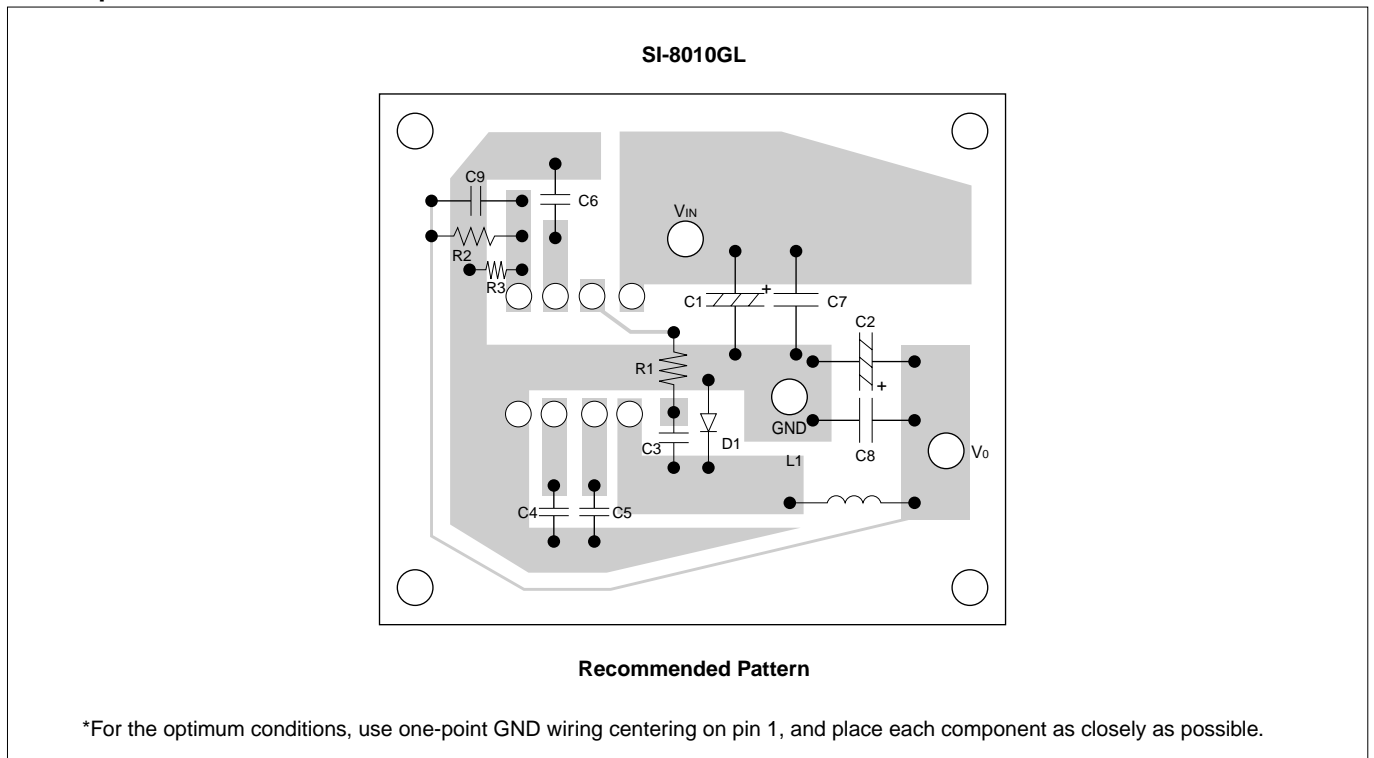 SI-8010GL
C9
C6
VIN
R2
R3
C1
+
C7
C2
+
R1
GND
C3
D1
C8
V0
L1
C4
C5
Recommended Pattern
*For the optimum conditions, use one-point GND wiring centering on pin 1, and place each component as closely as possible.